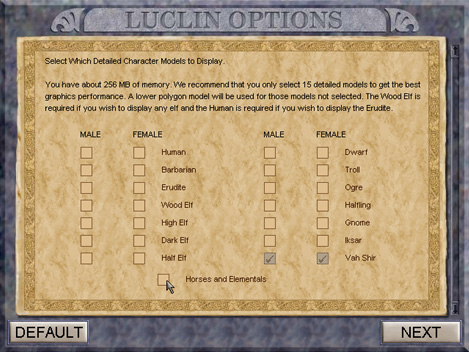 LUCLIN OPTIONS
Select Which Detailed Character Models to Display.
You have about 256 MB of memory. We recommend that you only select 15 detailed models to get the best
graphics performance. A lower polygon model will be used for those models not selected. The Wood Elf is
required if you wish to display any elf and the Human is required if you wish to display the Erudite.
MALE FEMALE MALE FEMALE
Human Dwarf
Barbarian Troll
Erudite Ogre
Wood Elf Halfling
High Elf Gnome
Dark Elf Iksar
Half Elf Vah Shir
Horses and Elementals
DEFAULT NEXT